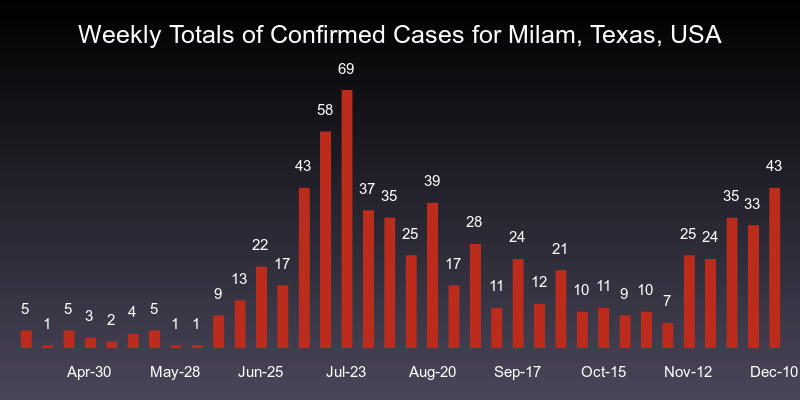 Weekly Totals of Confirmed Cases for Milam, Texas, USA
5 1 5 3 2 4 5 1 1 9 13 22 17 43 58 69 37 35 25 39 17 28 11 24 12 21 10 11 9 10 7 25 24 35 33 43
Apr-30 May-28 Jun-25 Jul-23 Aug-20 Sep-17 Oct-15 Nov-12 Dec-10